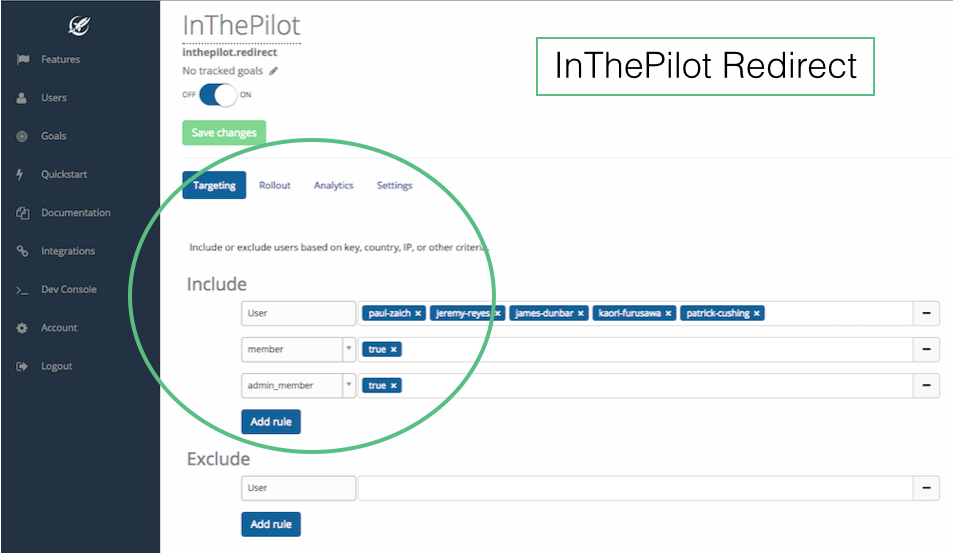 InThePilot
inthepilot.redirect
No tracked goals
OFF ON
Save changes
InThePilot Redirect
Features
Users
Goals
Quickstart
Documentation
Integrations
Dev Console
Account
Logout
Targeting Rollout Analytics Settings
Include or exclude users based on key, country, IP, or other criteria.
Include
User paul-zaich × jeremy-reyes × james-dunbar × kaori-furusawa × patrick-cushing ×
member true ×
admin_member true ×
Add rule
Exclude
User
Add rule